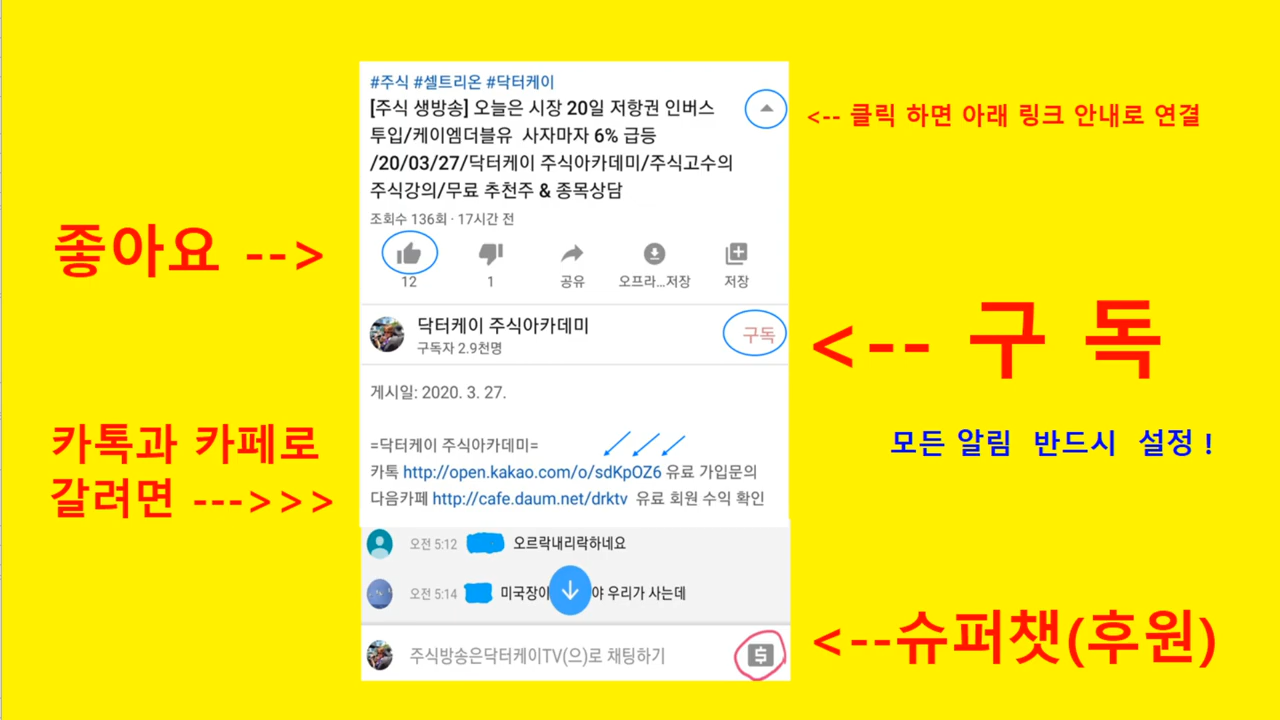 #주식 #셀트리온 #닥터케이
[주식 생방송] 오늘은 시장 20일 저항권 인버스
투입/케이엠더블유 사자마자 6% 급등
/20/03/27/닥터케이 주식아카데미/주식고수의
주식강의/무료 추천주 & 종목상담
조회수 136회 · 17시간 전
<-- 클릭 하면 아래 링크 안내로 연결
좋아요 -->
12
1
공유
오프라...저장
저장
닥터케이 주식아카데미
구독자 2.9천명
구독
<-- 구 독
게시일: 2020. 3. 27.
모든 알림 반드시 설정 !
카톡과 카페로
갈려면 --->>>
=닥터케이 주식아카데미=
카톡 http://open.kakao.com/o/sdKpOZ6 유료 가입문의
다음카페 http://cafe.daum.net/drktv 유료 회원 수익 확인
오전 5:12 오르락내리락하네요
오전 5:14 미국장이 야 우리가 사는데
주식방송은닥터케이TV(으)로 채팅하기
<--슈퍼챗(후원)